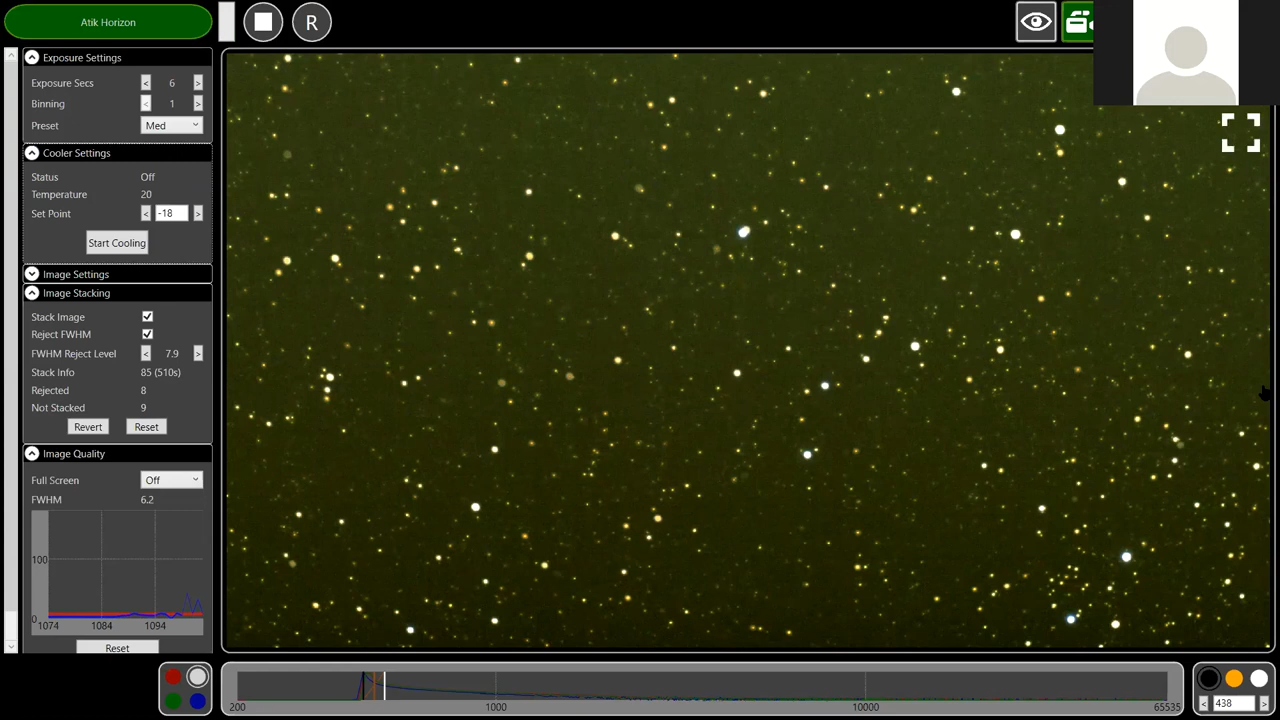 Atik Horizon
R
Exposure Settings
Exposure Secs < 6 >
Binning < 1 >
Preset Med
Cooler Settings
Status Off
Temperature 20
Set Point < -18 >
Start Cooling
Image Settings
Image Stacking
Stack Image
Reject FWHM
FWHM Reject Level < 7.9 >
Stack Info 85 (510s)
Rejected 8
Not Stacked 9
Revert Reset
Image Quality
Full Screen Off
FWHM 6.2
100
0
1074 1084 1094
Reset
200 1000 10000 65535
< 438 >